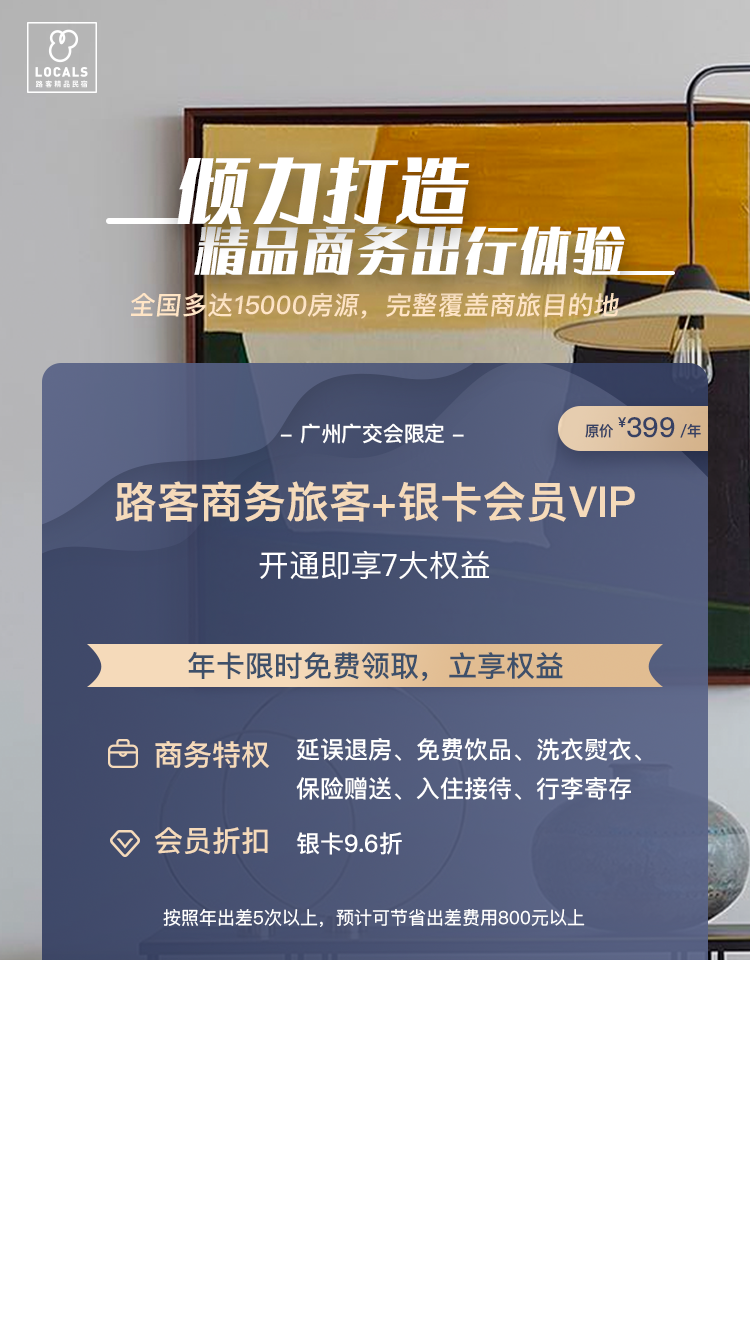 LOCALS
路客精品民宿
倾力打造
精品商务出行体验
全国多达15000房源，完整覆盖商旅目的地
原价 ¥399 /年
– 广州广交会限定 –
路客商务旅客+银卡会员VIP
开通即享7大权益
年卡限时免费领取，立享权益
商务特权 延误退房、免费饮品、洗衣熨衣、
保险赠送、入住接待、行李寄存
会员折扣 银卡9.6折
按照年出差5次以上，预计可节省出差费用800元以上